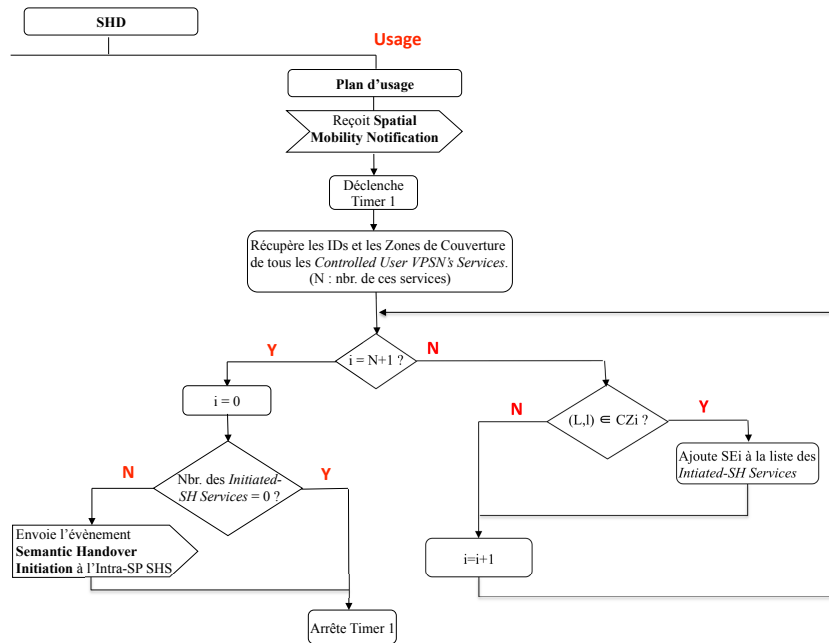 SHD
Usage
Plan d'usage
Reçoit Spatial
Mobility Notification
Déclenche
Timer 1
Récupère les IDs et les Zones de Couverture
de tous les Controlled User VPSN's Services.
(N : nbr. de ces services)
i = N+1 ?
Y
N
i = 0
(L,l) ∈ CZi ?
N
Y
Ajoute SEi à la liste des
Intiated-SH Services
Nbr. des Initiated-
SH Services = 0 ?
N
Y
Envoie l'évènement
Semantic Handover
Initiation à l'Intra-SP SHS
i=i+1
Arrête Timer 1